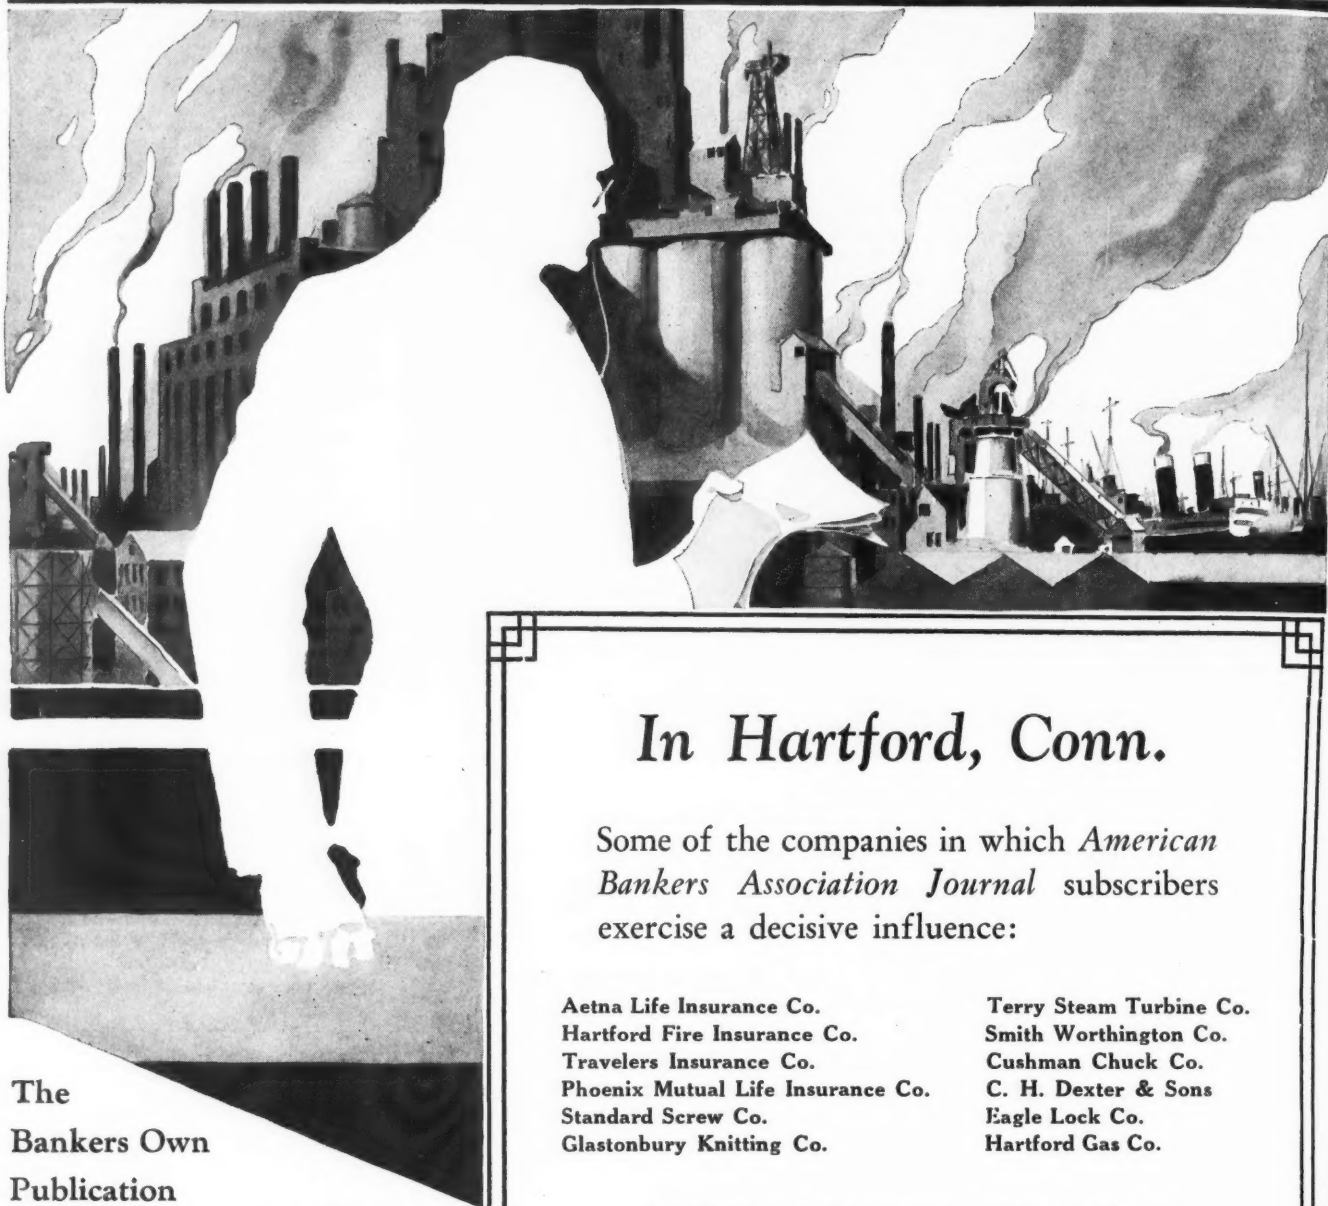 In Hartford, Conn.
Some of the companies in which American
Bankers Association Journal subscribers
exercise a decisive influence:
Aetna Life Insurance Co.
Hartford Fire Insurance Co.
Travelers Insurance Co.
Phoenix Mutual Life Insurance Co.
Standard Screw Co.
Glastonbury Knitting Co.
Terry Steam Turbine Co.
Smith Worthington Co.
Cushman Chuck Co.
C. H. Dexter & Sons
Eagle Lock Co.
Hartford Gas Co.
The
Bankers Own
Publication